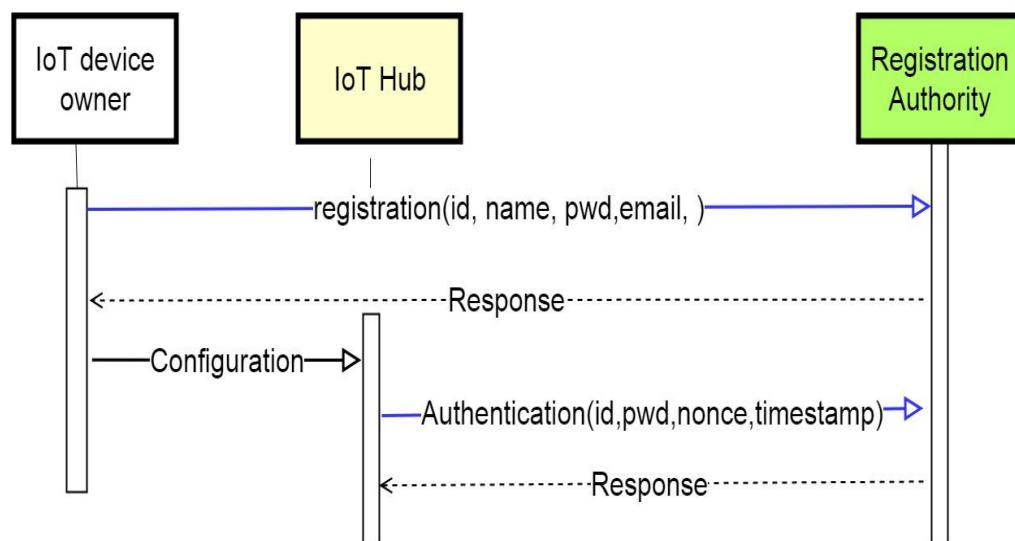 IoT device
owner
IoT Hub
Registration
Authority
registration(id, name, pwd,email, )
Response
Configuration
Authentication(id,pwd,nonce,timestamp)
Response